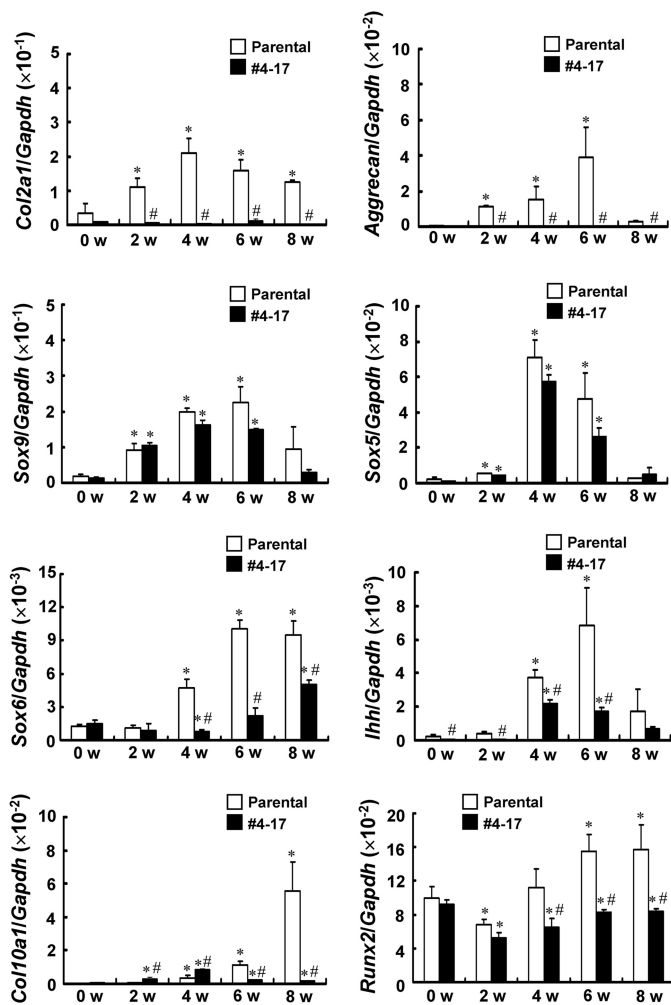 Col2a1/Gapdh (×10⁻¹)
Parental
#4-17
5
4
3
2
1
0
* * * *
# # #
0 w 2 w 4 w 6 w 8 w
Aggrecan/Gapdh (×10⁻²)
Parental
#4-17
10
8
6
4
2
0
* * *
# # # #
0 w 2 w 4 w 6 w 8 w
Sox9/Gapdh (×10⁻¹)
Parental
#4-17
5
4
3
2
1
0
* * * * * *
0 w 2 w 4 w 6 w 8 w
Sox5/Gapdh (×10⁻²)
Parental
#4-17
10
8
6
4
2
0
* * * * * *
0 w 2 w 4 w 6 w 8 w
Sox6/Gapdh (×10⁻³)
Parental
#4-17
15
12
9
6
3
0
* *# * # * *#
0 w 2 w 4 w 6 w 8 w
Ihh/Gapdh (×10⁻³)
Parental
#4-17
10
8
6
4
2
0
# # * *# * *#
0 w 2 w 4 w 6 w 8 w
Col10a1/Gapdh (×10⁻²)
Parental
#4-17
10
8
6
4
2
0
*# * *# * *# * *#
0 w 2 w 4 w 6 w 8 w
Runx2/Gapdh (×10⁻²)
Parental
#4-17
20
16
12
8
4
0
* * *# * *# * *#
0 w 2 w 4 w 6 w 8 w